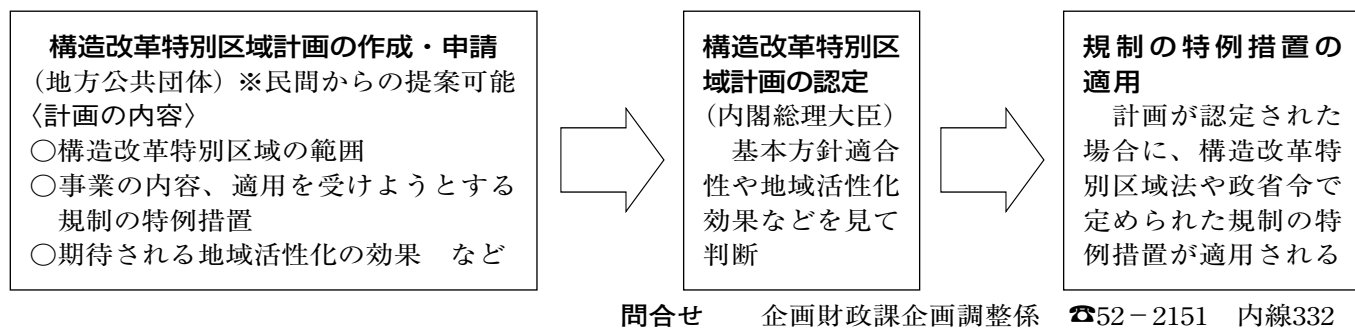 構造改革特別区域計画の作成・申請
（地方公共団体）※民間からの提案可能
〈計画の内容〉
○構造改革特別区域の範囲
○事業の内容、適用を受けようとする
規制の特例措置
○期待される地域活性化の効果　など
構造改革特別区
域計画の認定
（内閣総理大臣）
基本方針適合
性や地域活性化
効果などを見て
判断
規制の特例措置の
適用
計画が認定された
場合に、構造改革特
別区域法や政省令で
定められた規制の特
例措置が適用される
問合せ　企画財政課企画調整係　☎52－2151　内線332